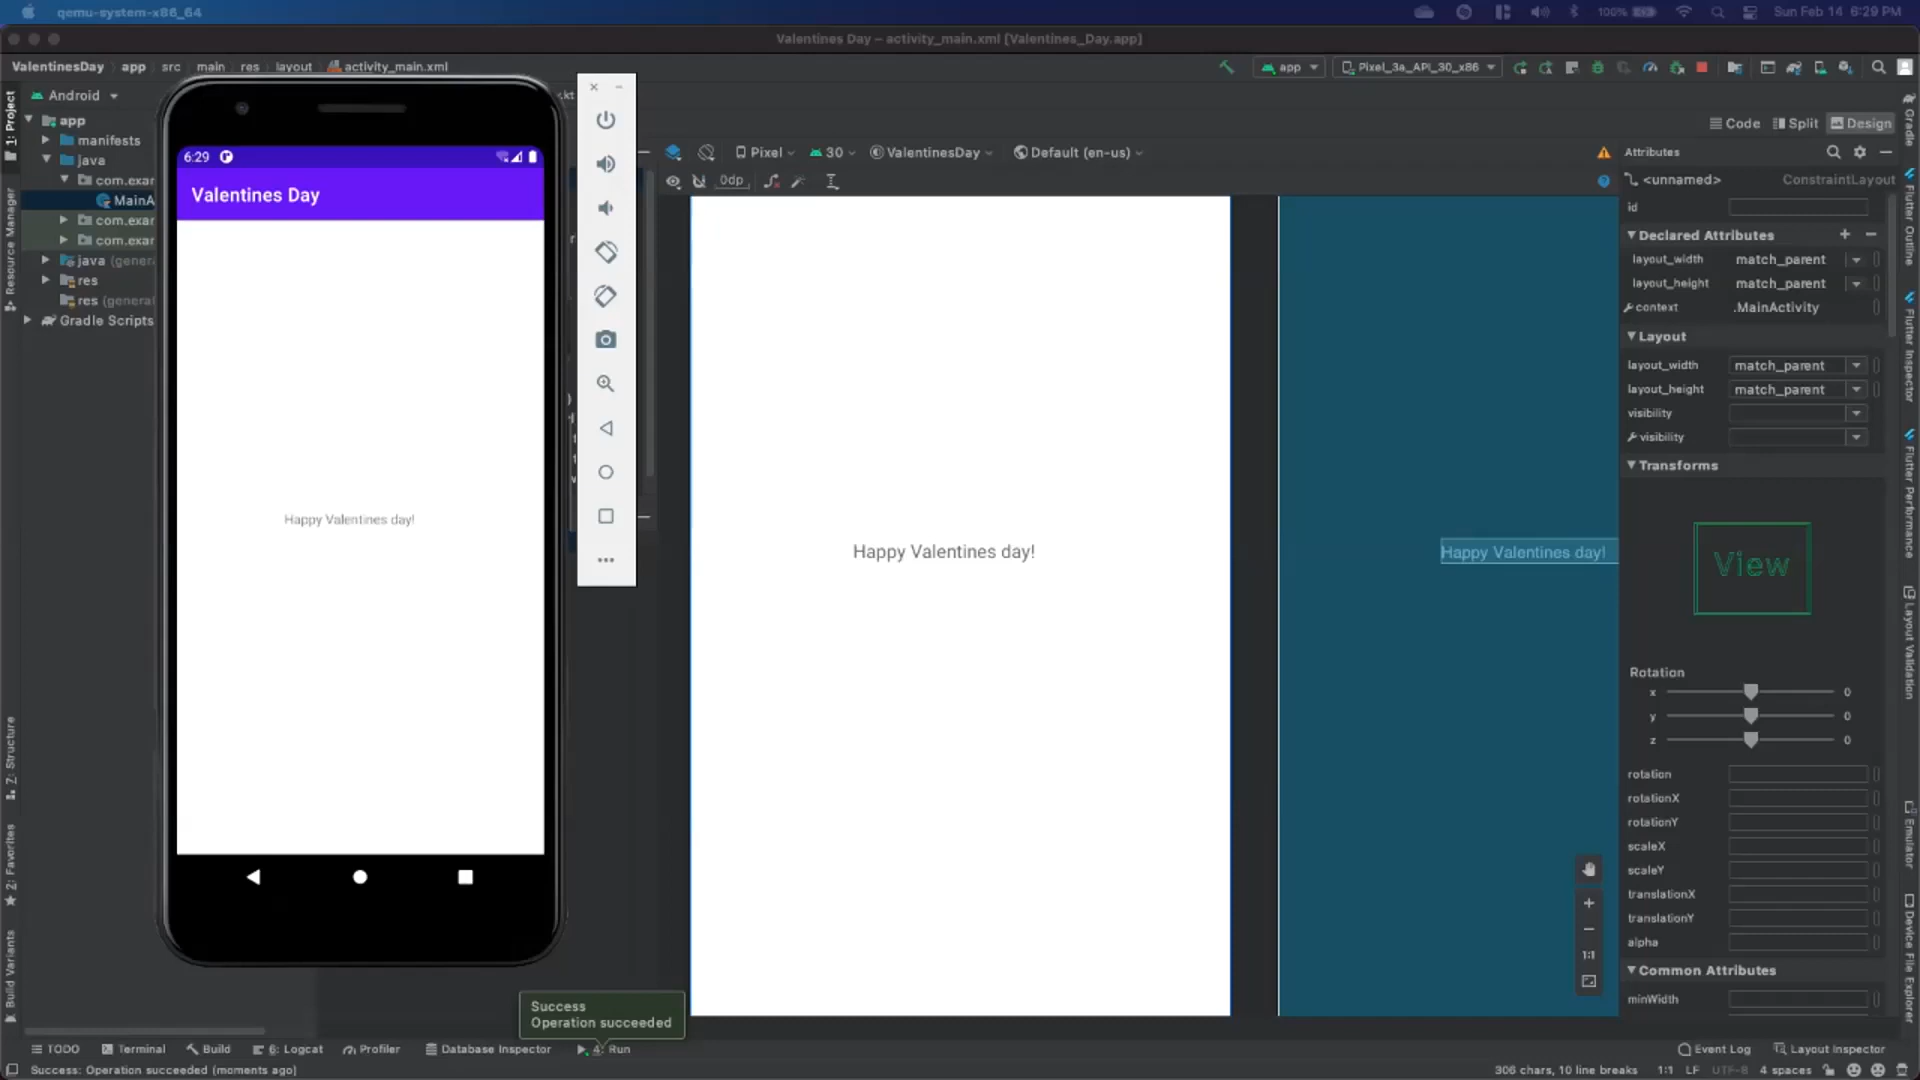 qemu-system-x86_64
100%
Sun Feb 14 6:29 PM
Valentines Day – activity_main.xml [Valentines_Day.app]
ValentinesDay app src main res layout activity_main.xml
app
Pixel_3a_API_30_x86
1: Project
Resource Manager
Z: Structure
2: Favorites
Build Variants
Android
app
manifests
java
com.exar
MainA
com.exar
com.exar
java (gener
res
res (general
Gradle Scripts
.kt
6:29
Valentines Day
Happy Valentines day!
Code Split Design
Pixel 30 ValentinesDay Default (en-us)
0dp
Happy Valentines day!
Happy Valentines day!
1:1
Attributes
<unnamed> ConstraintLayout
id
Declared Attributes
layout_width match_parent
layout_height match_parent
context .MainActivity
Layout
layout_width match_parent
layout_height match_parent
visibility
visibility
Transforms
View
Rotation
x 0
y 0
z 0
rotation
rotationX
rotationY
scaleX
scaleY
translationX
translationY
alpha
Common Attributes
minWidth
Gradle
Flutter Outline
Flutter Inspector
Flutter Performance
Layout Validation
Emulator
Device File Explorer
Success
Operation succeeded
TODO Terminal Build 6: Logcat Profiler Database Inspector 4: Run
Event Log Layout Inspector
Success: Operation succeeded (moments ago)
306 chars, 10 line breaks 1:1 LF UTF-8 4 spaces